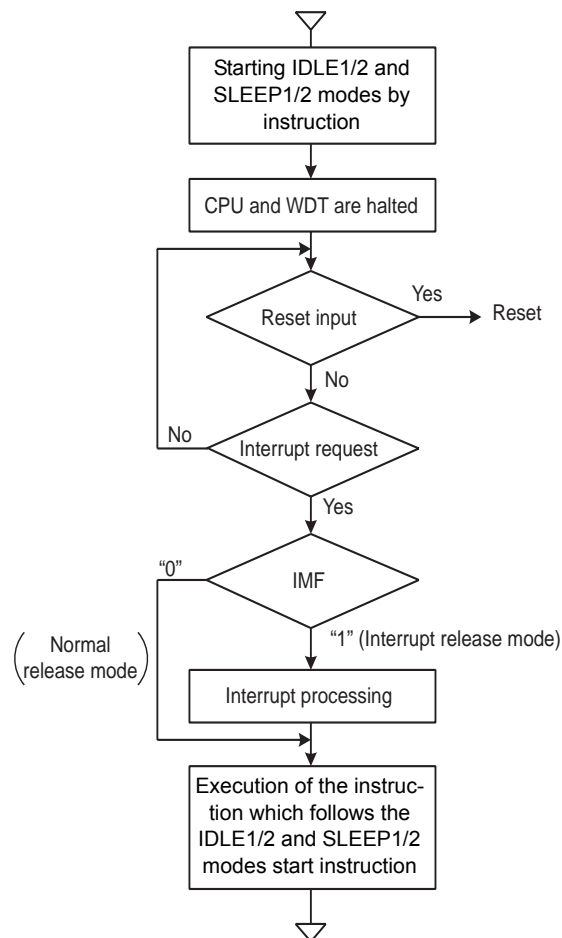 Starting IDLE1/2 and
SLEEP1/2 modes by
instruction
CPU and WDT are halted
Reset input
Yes
Reset
No
Interrupt request
No
Yes
IMF
“0”
(Normal
release mode)
“1” (Interrupt release mode)
Interrupt processing
Execution of the instruc-
tion which follows the
IDLE1/2 and SLEEP1/2
modes start instruction